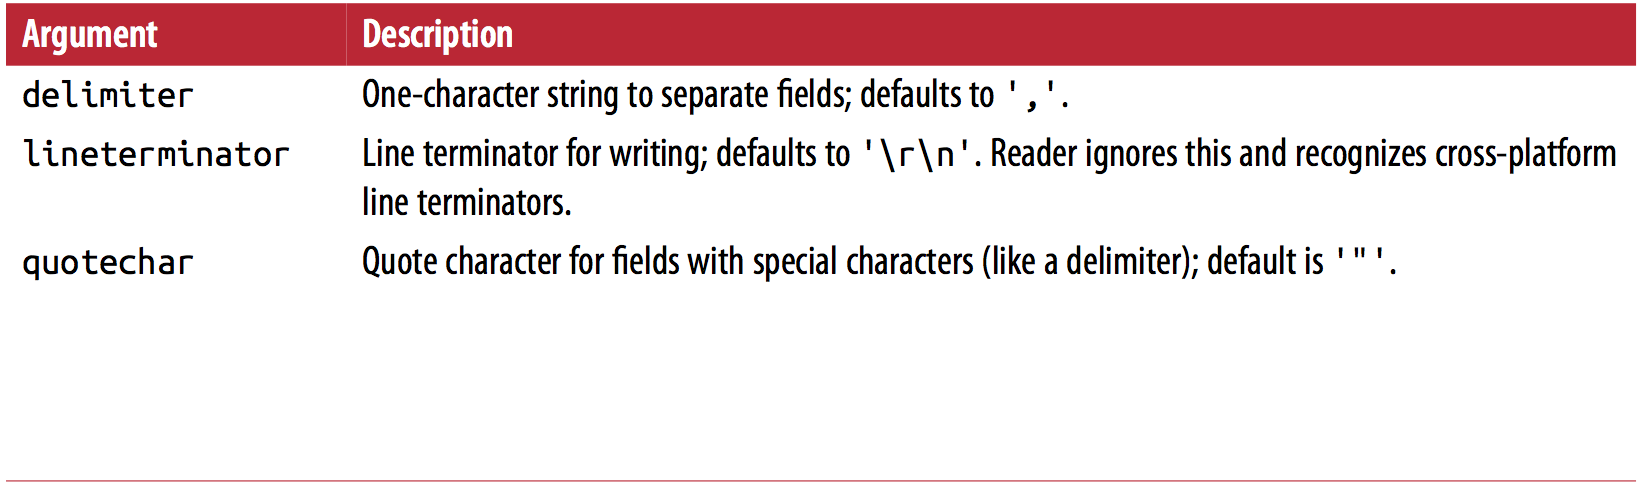 Argument Description
delimiter One-character string to separate fields; defaults to ','.
lineterminator Line terminator for writing; defaults to '\r\n'. Reader ignores this and recognizes cross-platform
line terminators.
quotechar Quote character for fields with special characters (like a delimiter); default is '"'.